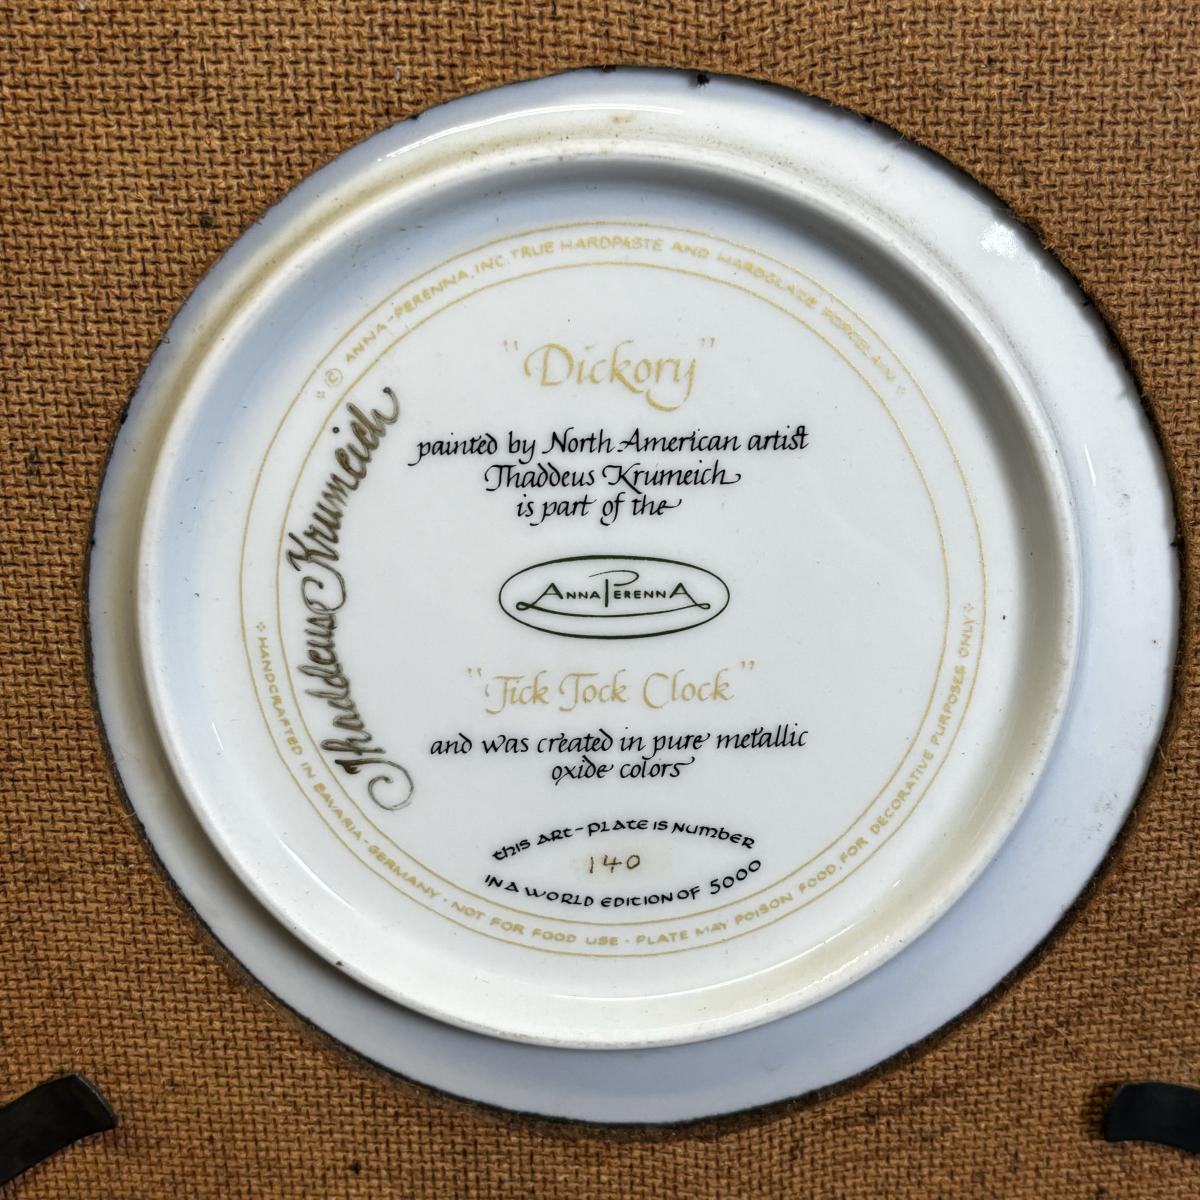 © ANNA-PERENNA, INC. TRUE HARDPASTE AND HARDGLAZE PORCELAIN
"Dickory"
painted by North American artist
Thaddeus Krumeich
is part of the
ANNA PERENNA
"Tick Tock Clock"
and was created in pure metallic
oxide colors
this ART-PLATE IS NUMBER
140
IN A WORLD EDITION OF 5000
Thaddeus Krumeich
HANDCRAFTED IN BAVARIA-GERMANY · NOT FOR FOOD USE · PLATE MAY POISON FOOD, FOR DECORATIVE PURPOSES ONLY